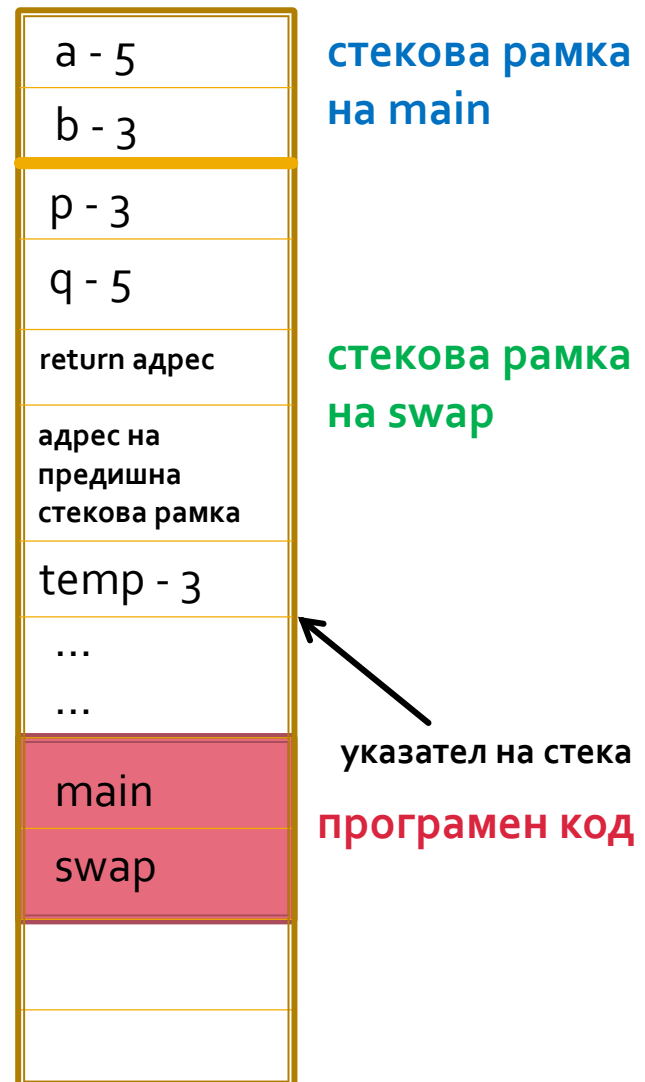 a - 5
b - 3
стекова рамка
на main
p - 3
q - 5
return адрес
адрес на
предишна
стекова рамка
temp - 3
стекова рамка
на swap
...
...
указател на стека
main
swap
програмен код